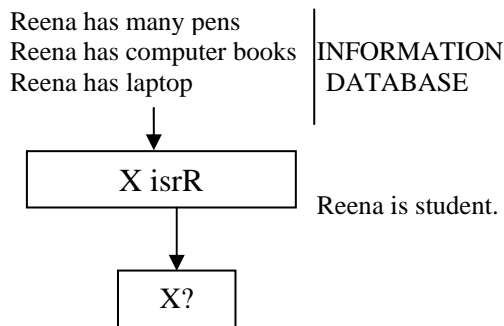 Reena has many pens
Reena has computer books
Reena has laptop
INFORMATION
DATABASE
X isrR
Reena is student.
X?